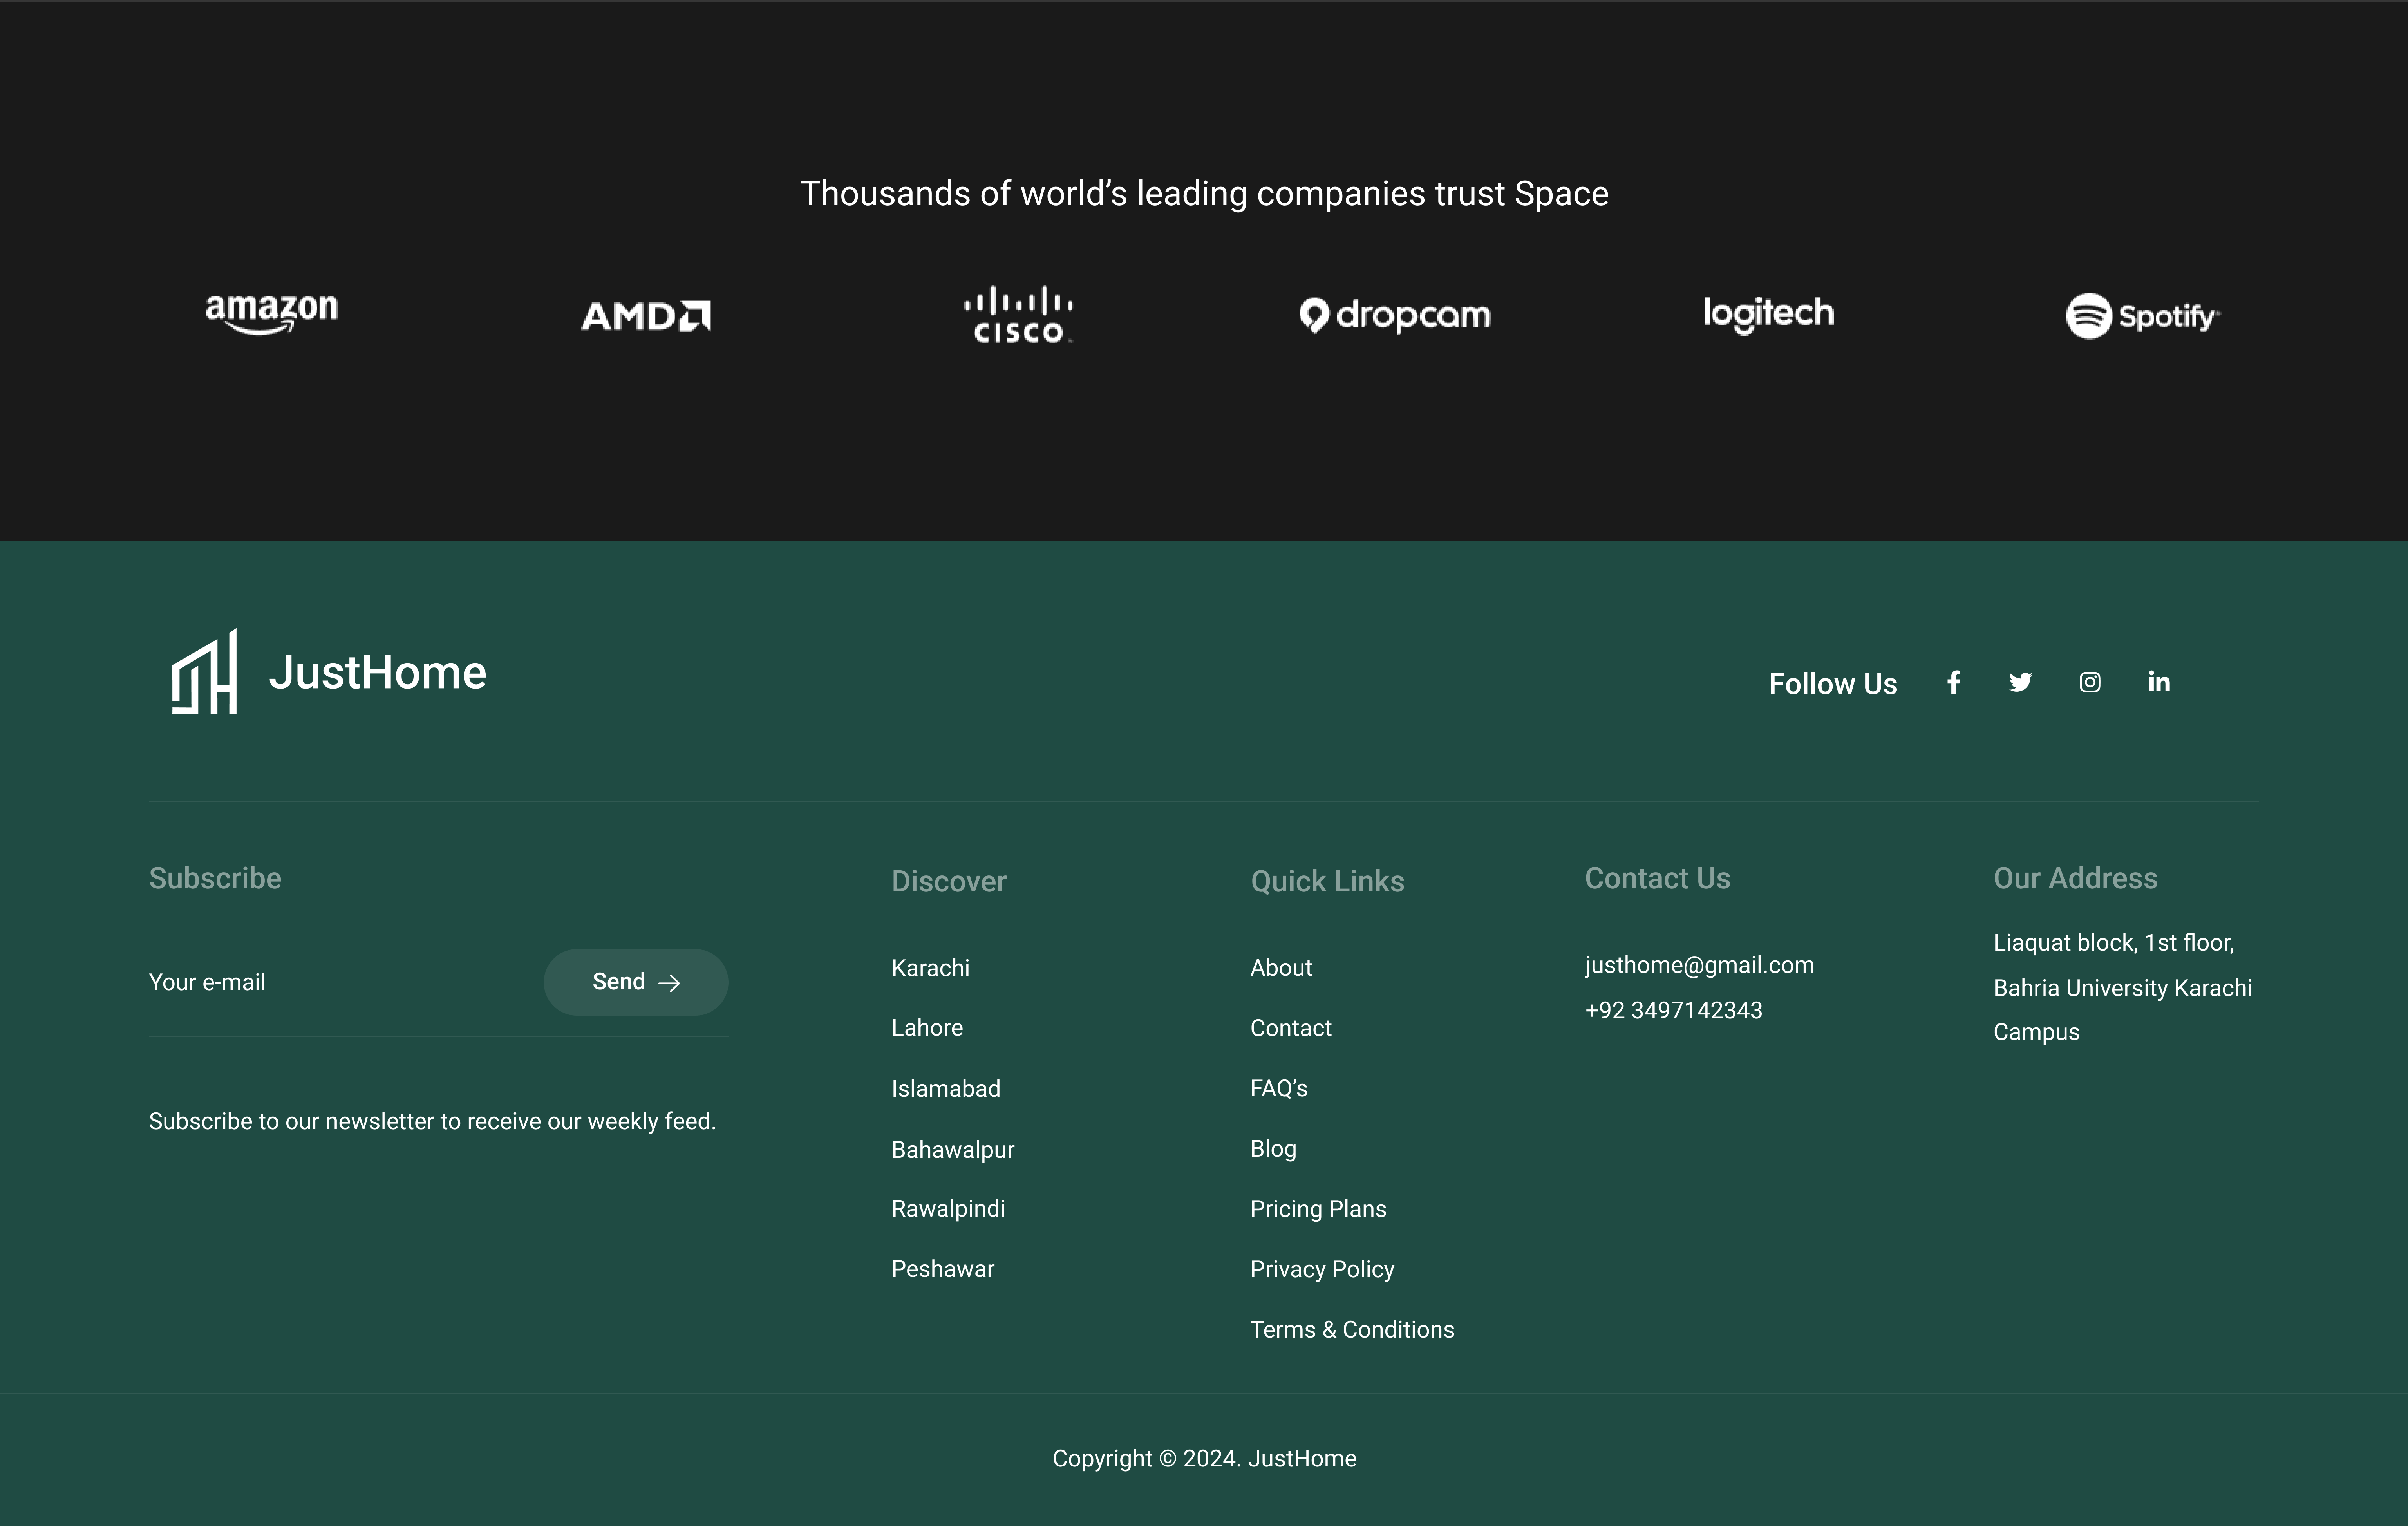 Thousands of world’s leading companies trust Space
amazon
AMD
cisco
dropcam
logitech
Spotify
JustHome
Follow Us
Subscribe
Your e-mail
Send
Subscribe to our newsletter to receive our weekly feed.
Discover
Karachi
Lahore
Islamabad
Bahawalpur
Rawalpindi
Peshawar
Quick Links
About
Contact
FAQ’s
Blog
Pricing Plans
Privacy Policy
Terms & Conditions
Contact Us
justhome@gmail.com
+92 3497142343
Our Address
Liaquat block, 1st floor,
Bahria University Karachi
Campus
Copyright © 2024. JustHome